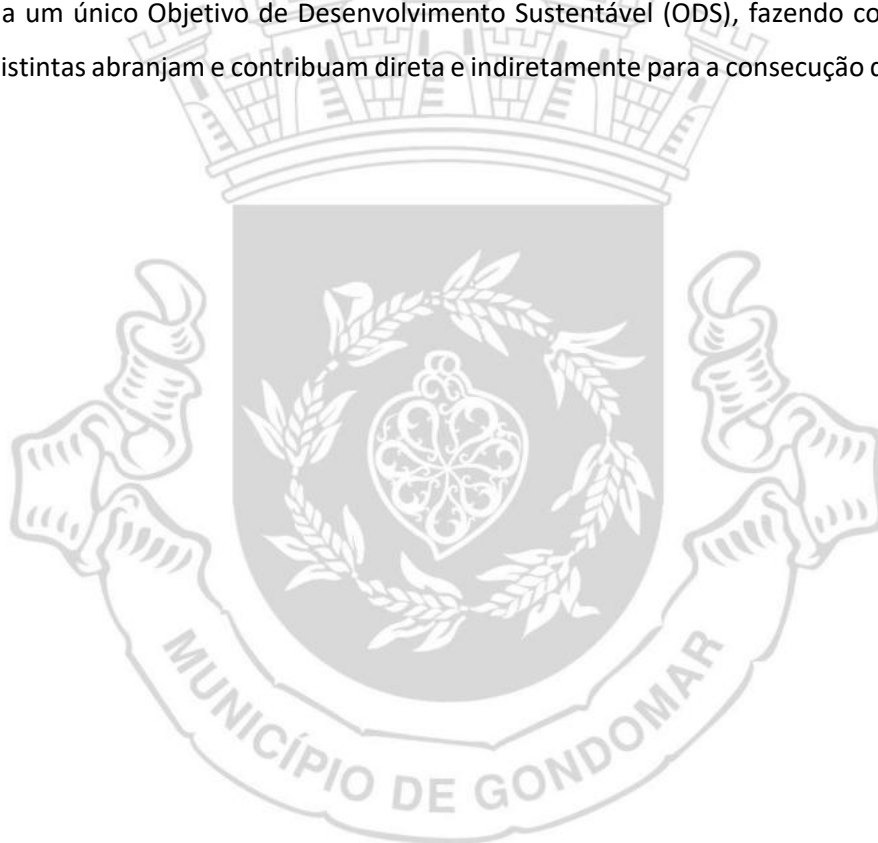 a um único Objetivo de Desenvolvimento Sustentável (ODS), fazendo co
istintas abranjam e contribuam direta e indiretamente para a consecução
MUNICÍPIO DE GONDOMAR